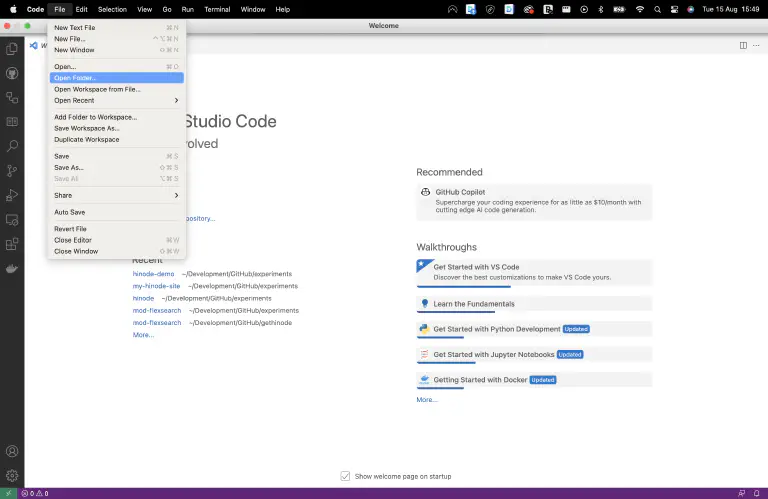 Code File Edit Selection View Go Run Terminal Window Help Tue 15 Aug 15:49
Welcome
New Text File ⌘N
New File... ^⌥⌘N
New Window ⇧⌘N
Open... ⌘O
Open Folder...
Open Workspace from File...
Open Recent >
Add Folder to Workspace...
Save Workspace As...
Duplicate Workspace
Save ⌘S
Save As... ⇧⌘S
Save All ⌥⌘S
Share >
Auto Save
Revert File
Close Editor ⌘W
Close Window ⇧⌘W
W
Studio Code
olved
pository...
Recent
hinode-demo ~/Development/GitHub/experiments
my-hinode-site ~/Development/GitHub/experiments
hinode ~/Development/GitHub/experiments
mod-flexsearch ~/Development/GitHub/experiments
mod-flexsearch ~/Development/GitHub/gethinode
More...
Recommended
GitHub Copilot
Supercharge your coding experience for as little as $10/month with
cutting edge AI code generation.
Walkthroughs
Get Started with VS Code
Discover the best customizations to make VS Code yours.
Learn the Fundamentals
Get Started with Python Development Updated
Get Started with Jupyter Notebooks Updated
Getting Started with Docker Updated
More...
Show welcome page on startup
0 0